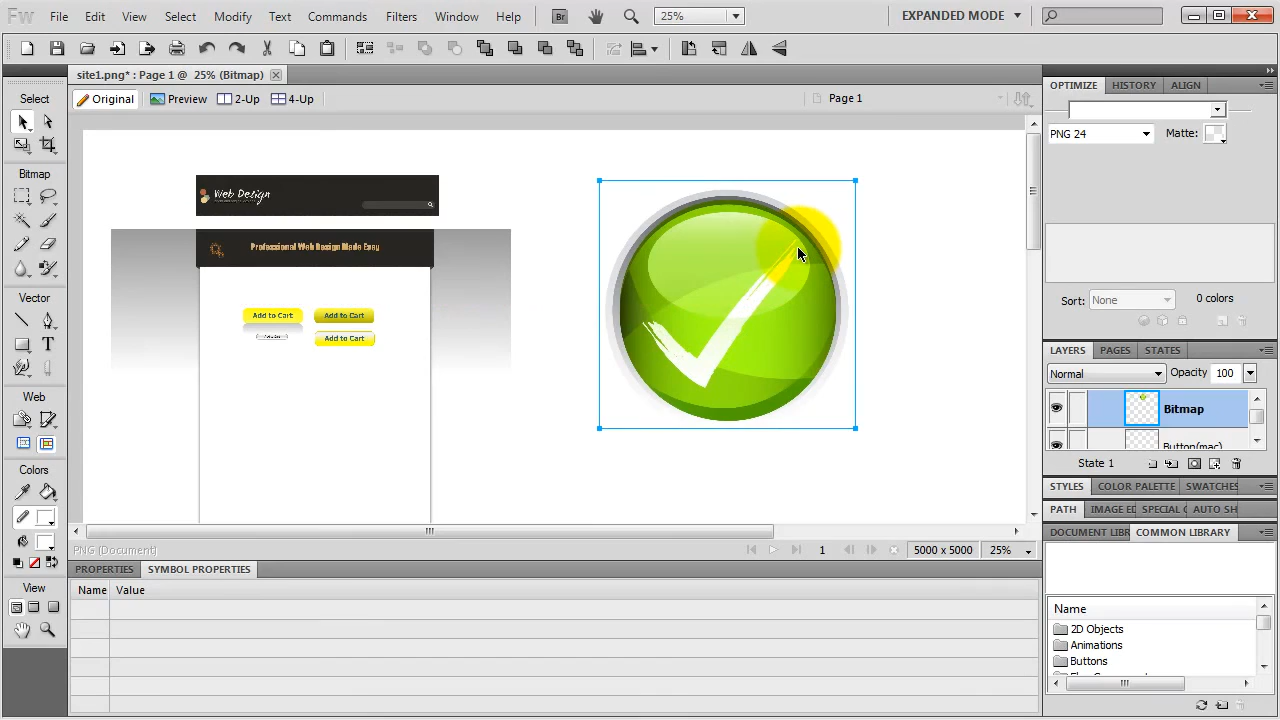 Fw File Edit View Select Modify Text Commands Filters Window Help Br 25% EXPANDED MODE
site1.png* : Page 1 @ 25% (Bitmap)
Original Preview 2-Up 4-Up Page 1
Select
Bitmap
Vector
Web
Colors
View
Web Design
Professional Web Design Made Easy
Add to Cart Add to Cart
Add to Cart
PNG (Document) 1 5000 x 5000 25%
PROPERTIES SYMBOL PROPERTIES
Name Value
OPTIMIZE HISTORY ALIGN
PNG 24 Matte:
Sort: None 0 colors
LAYERS PAGES STATES
Normal Opacity 100
Bitmap
Button(mac)
State 1
STYLES COLOR PALETTE SWATCHES
PATH IMAGE ED SPECIAL C AUTO SH
DOCUMENT LIBR COMMON LIBRARY
Name
2D Objects
Animations
Buttons